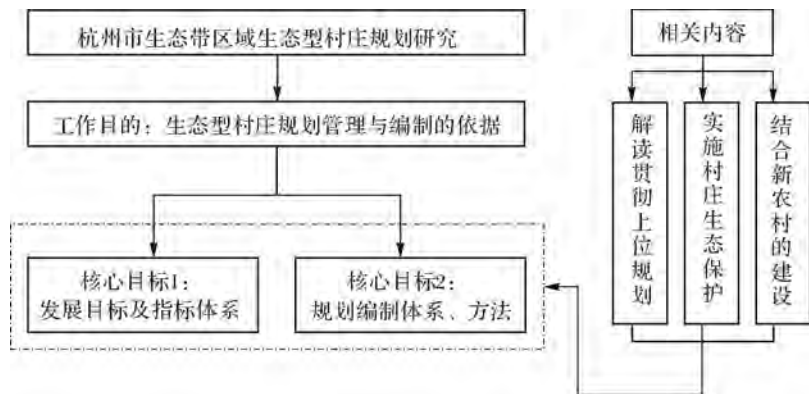 杭州市生态带区域生态型村庄规划研究
工作目的：生态型村庄规划管理与编制的依据
核心目标1：
发展目标及指标体系
核心目标2：
规划编制体系、方法
相关内容
解读贯彻上位规划
实施村庄生态保护
结合新农村的建设